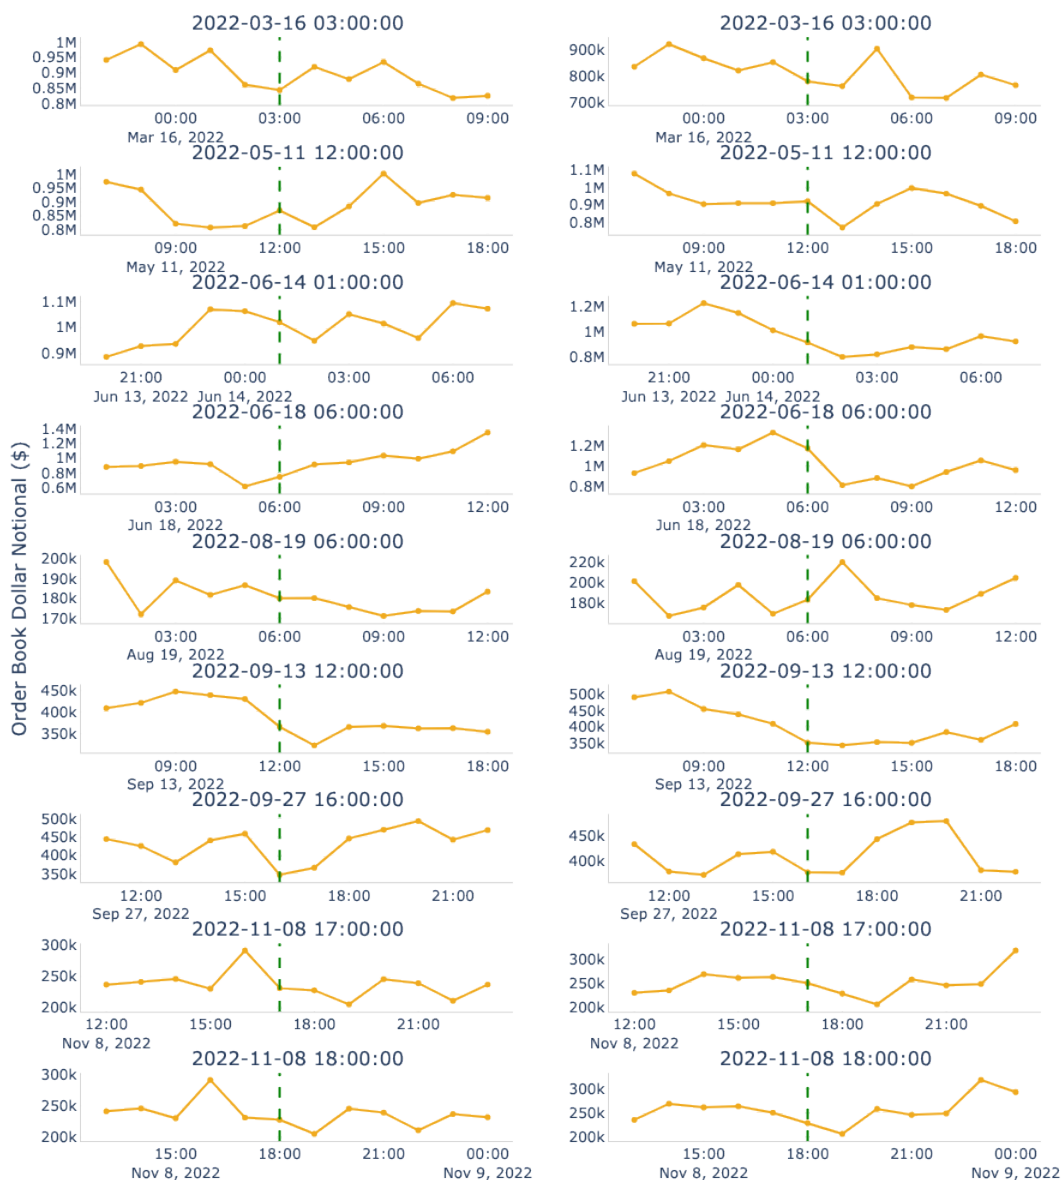 Order Book Dollar Notional ($)
2022-03-16 03:00:00
1M
0.95M
0.9M
0.85M
0.8M
00:00 03:00 06:00 09:00
Mar 16, 2022
2022-03-16 03:00:00
900k
800k
700k
00:00 03:00 06:00 09:00
Mar 16, 2022
2022-05-11 12:00:00
1M
0.95M
0.9M
0.85M
0.8M
09:00 12:00 15:00 18:00
May 11, 2022
2022-05-11 12:00:00
1.1M
1M
0.9M
0.8M
09:00 12:00 15:00 18:00
May 11, 2022
2022-06-14 01:00:00
1.1M
1M
0.9M
21:00 00:00 03:00 06:00
Jun 13, 2022 Jun 14, 2022
2022-06-14 01:00:00
1.2M
1M
0.8M
21:00 00:00 03:00 06:00
Jun 13, 2022 Jun 14, 2022
2022-06-18 06:00:00
1.4M
1.2M
1M
0.8M
0.6M
03:00 06:00 09:00 12:00
Jun 18, 2022
2022-06-18 06:00:00
1.2M
1M
0.8M
03:00 06:00 09:00 12:00
Jun 18, 2022
2022-08-19 06:00:00
200k
190k
180k
170k
03:00 06:00 09:00 12:00
Aug 19, 2022
2022-08-19 06:00:00
220k
200k
180k
03:00 06:00 09:00 12:00
Aug 19, 2022
2022-09-13 12:00:00
450k
400k
350k
09:00 12:00 15:00 18:00
Sep 13, 2022
2022-09-13 12:00:00
500k
450k
400k
350k
09:00 12:00 15:00 18:00
Sep 13, 2022
2022-09-27 16:00:00
500k
450k
400k
350k
12:00 15:00 18:00 21:00
Sep 27, 2022
2022-09-27 16:00:00
450k
400k
12:00 15:00 18:00 21:00
Sep 27, 2022
2022-11-08 17:00:00
300k
250k
200k
12:00 15:00 18:00 21:00
Nov 8, 2022
2022-11-08 17:00:00
300k
250k
200k
12:00 15:00 18:00 21:00
Nov 8, 2022
2022-11-08 18:00:00
300k
250k
200k
15:00 18:00 21:00 00:00
Nov 8, 2022 Nov 9, 2022
2022-11-08 18:00:00
300k
250k
200k
15:00 18:00 21:00 00:00
Nov 8, 2022 Nov 9, 2022